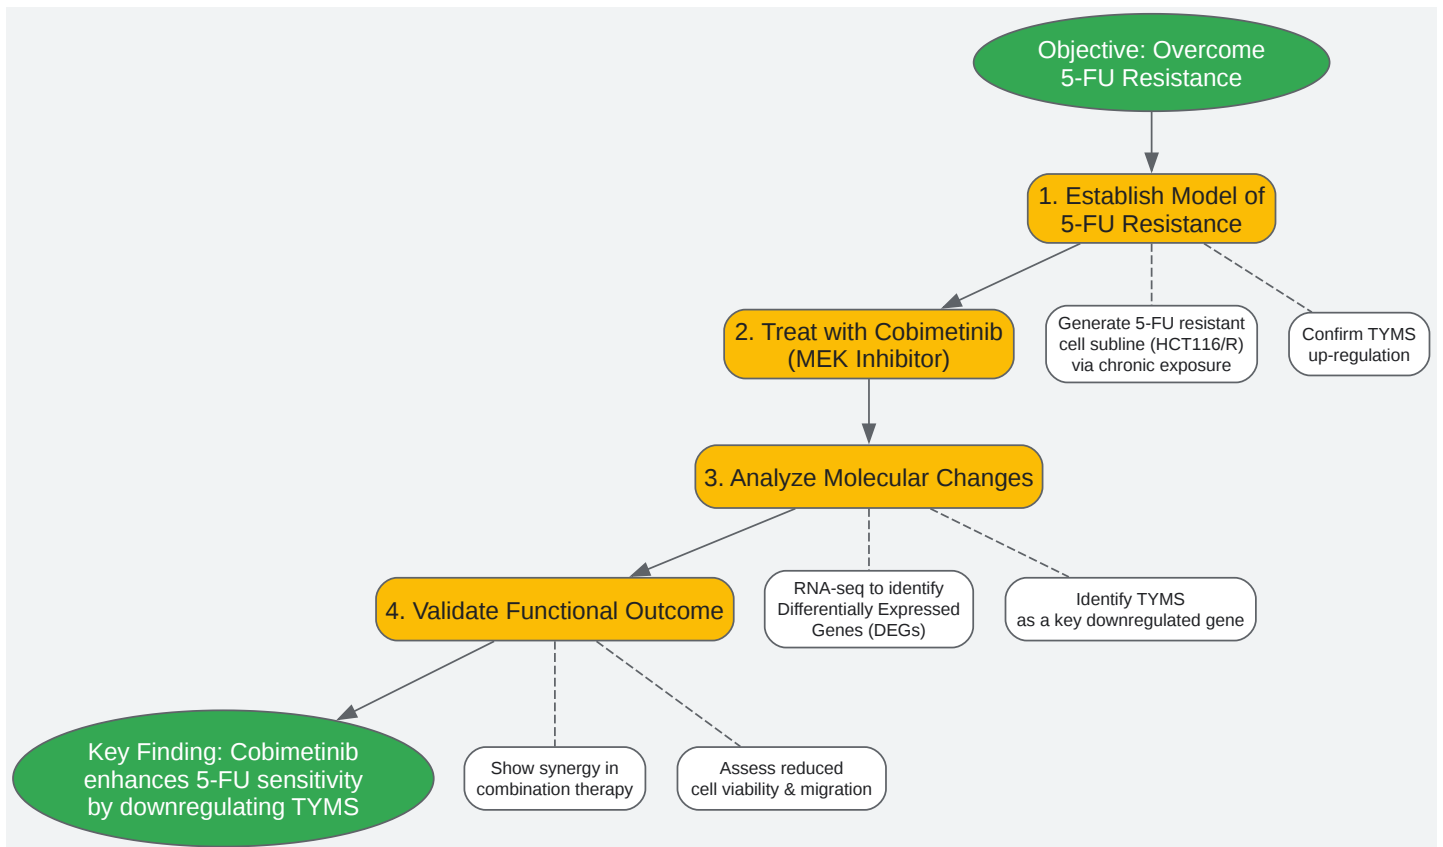 Objective: Overcome
5-FU Resistance
1. Establish Model of
5-FU Resistance
2. Treat with Cobimetinib
(MEK Inhibitor)
Generate 5-FU resistant
cell subline (HCT116/R)
via chronic exposure
Confirm TYMS
up-regulation
3. Analyze Molecular Changes
4. Validate Functional Outcome
RNA-seq to identify
Differentially Expressed
Genes (DEGs)
Identify TYMS
as a key downregulated gene
Key Finding: Cobimetinib
enhances 5-FU sensitivity
by downregulating TYMS
Show synergy in
combination therapy
Assess reduced
cell viability & migration